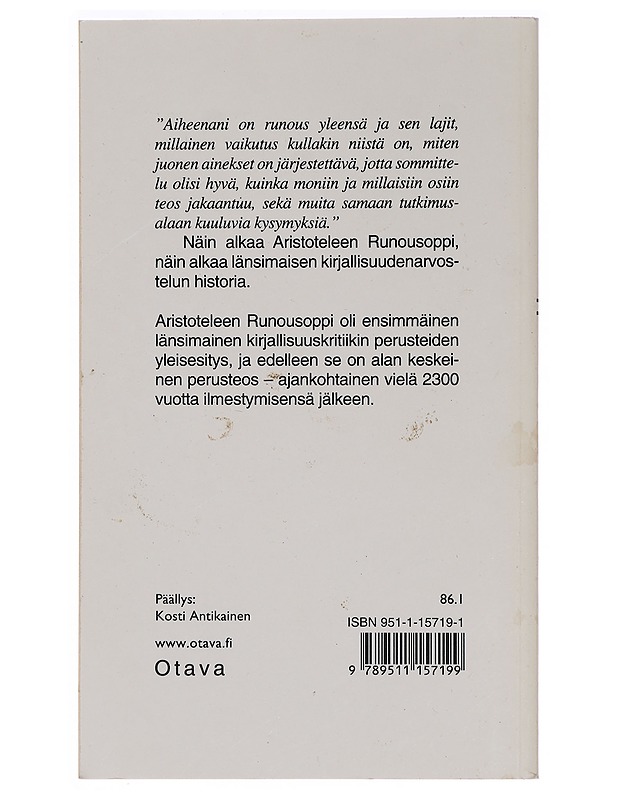 ”Aiheenani on runous yleensä ja sen lajit,
millainen vaikutus kullakin niistä on, miten
juonen ainekset on järjestettävä, jotta sommitte-
lu olisi hyvä, kuinka moniin ja millaisiin osiin
teos jakaantuu, sekä muita samaan tutkimus-
alaan kuuluvia kysymyksiä.”
Näin alkaa Aristoteleen Runousoppi,
näin alkaa länsimaisen kirjallisuudenarvos-
telun historia.
Aristoteleen Runousoppi oli ensimmäinen
länsimainen kirjallisuuskritiikin perusteiden
yleisesitys, ja edelleen se on alan keskei-
nen perusteos – ajankohtainen vielä 2300
vuotta ilmestymisensä jälkeen.
Päällys:
Kosti Antikainen
www.otava.fi
Otava
86.1
ISBN 951-1-15719-1
9 789511 157199